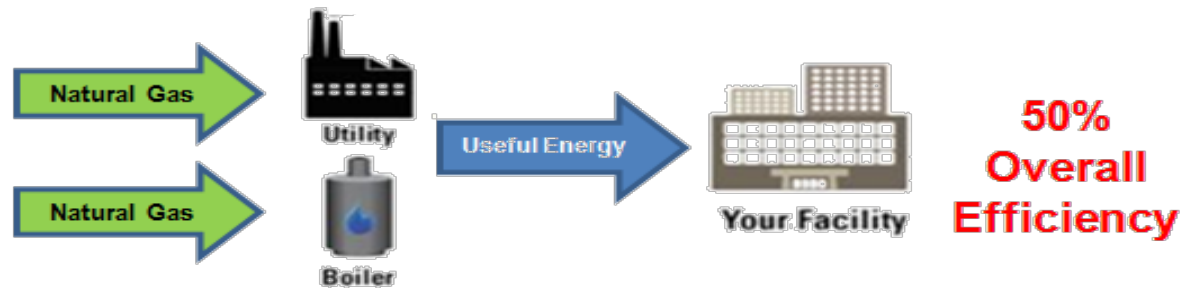 Natural Gas
Utility
Useful Energy
Natural Gas
Boiler
Your Facility
50%
Overall
Efficiency